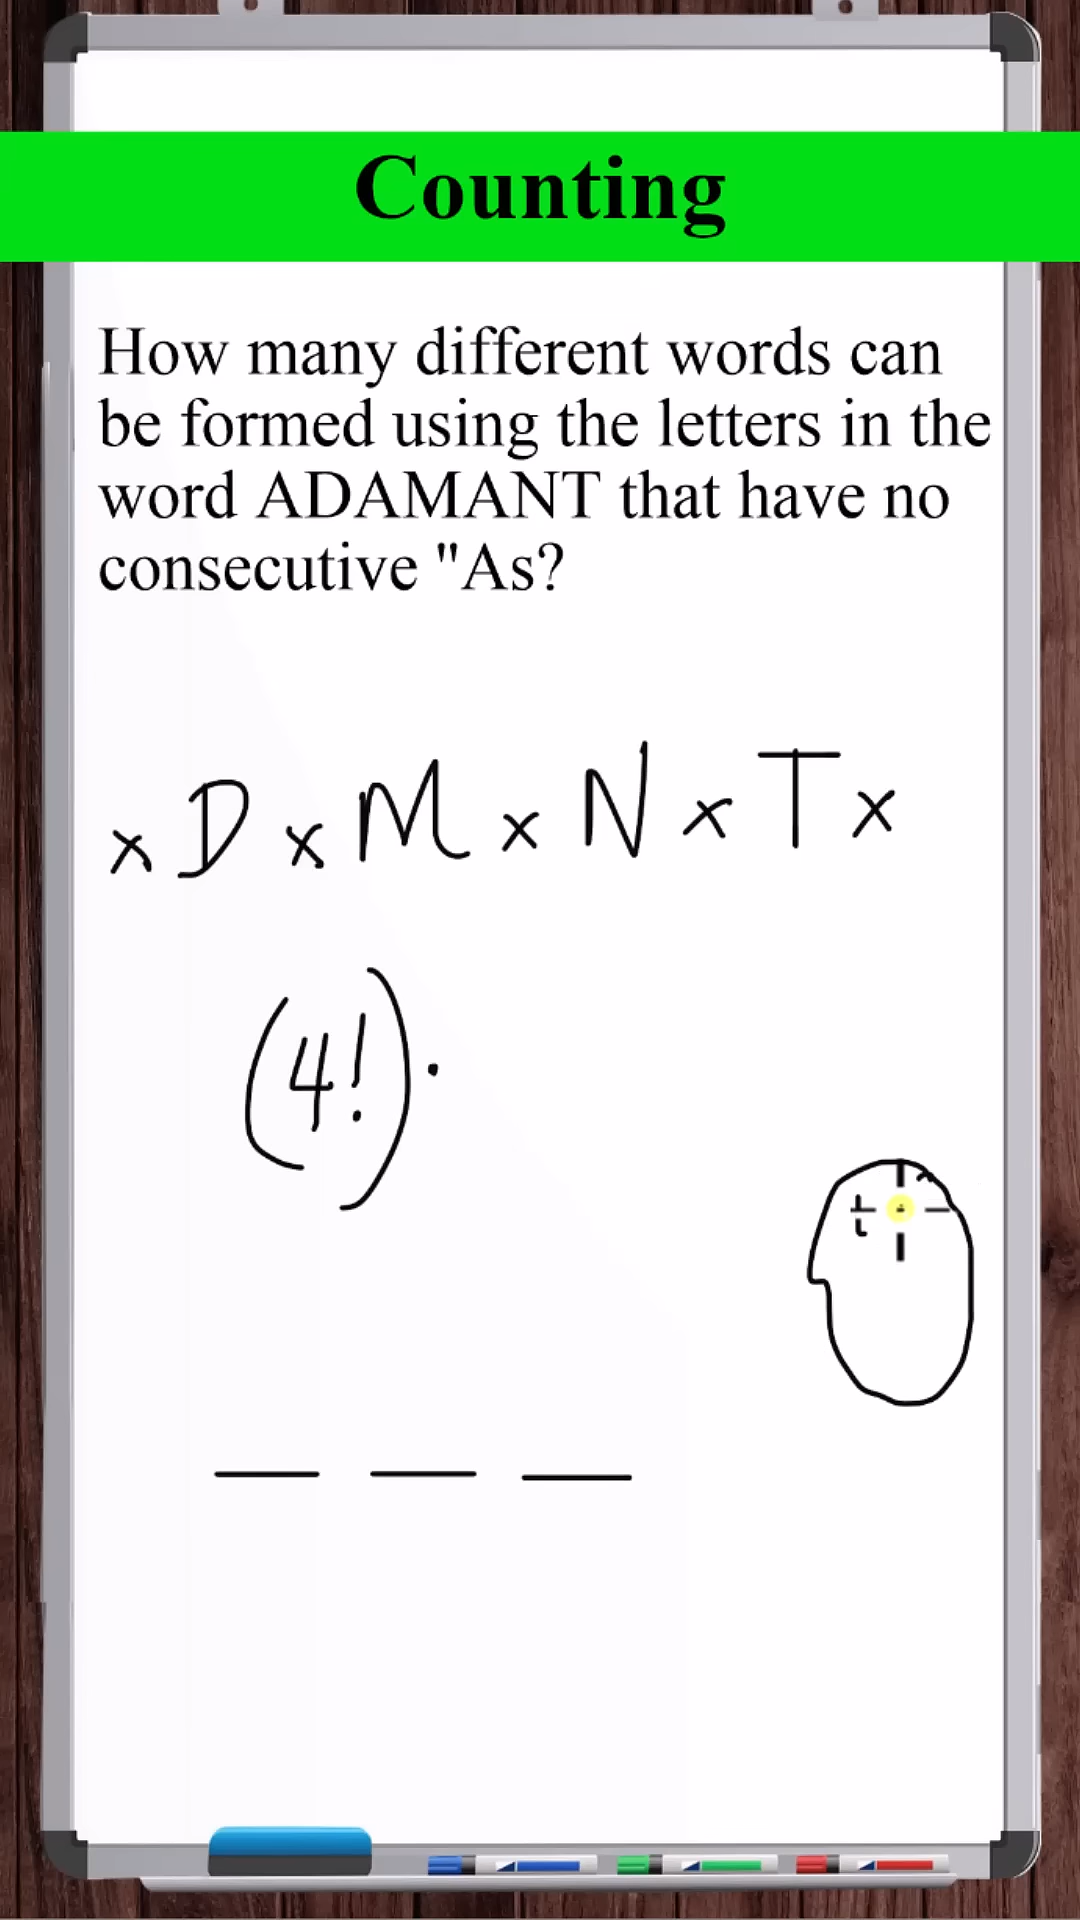 Counting
How many different words can
be formed using the letters in the
word ADAMANT that have no
consecutive "As?
x D x M x N x T x
(4!) ·